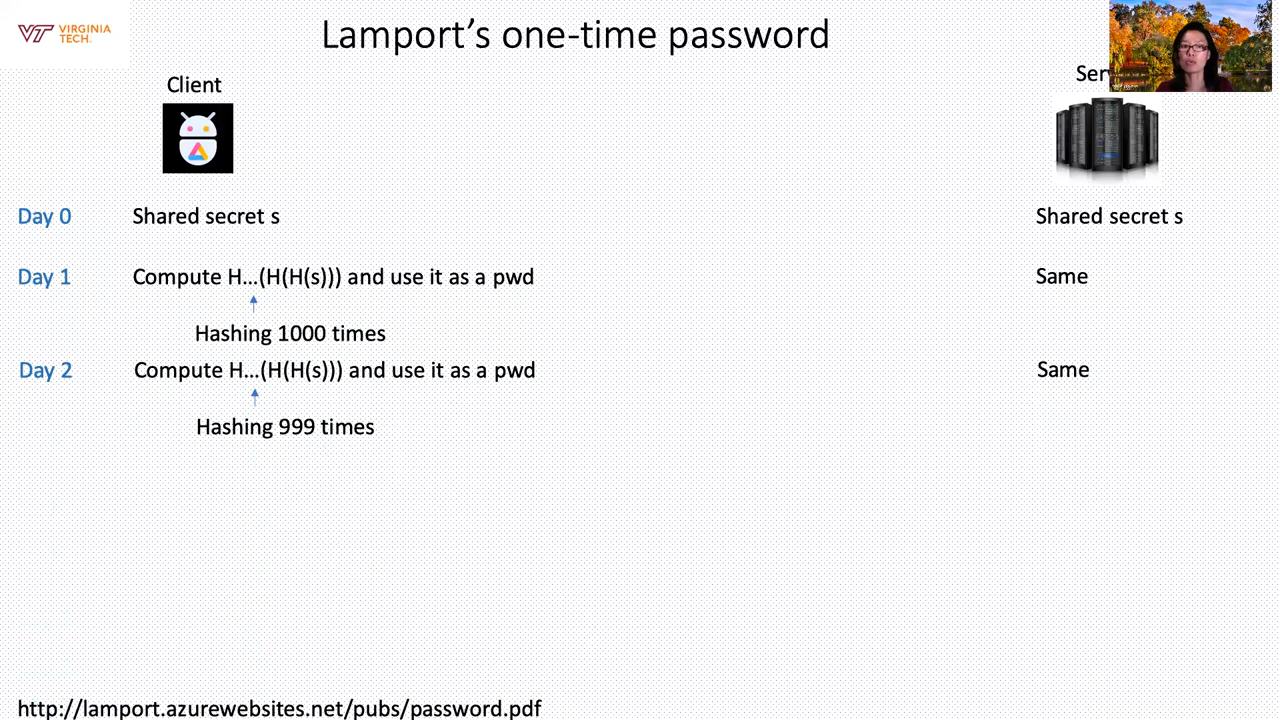 VIRGINIA
TECH
Lamport's one-time password
Client
Day 0 Shared secret s Shared secret s
Day 1 Compute H...(H(H(s))) and use it as a pwd Same
Hashing 1000 times
Day 2 Compute H...(H(H(s))) and use it as a pwd Same
Hashing 999 times
http://lamport.azurewebsites.net/pubs/password.pdf